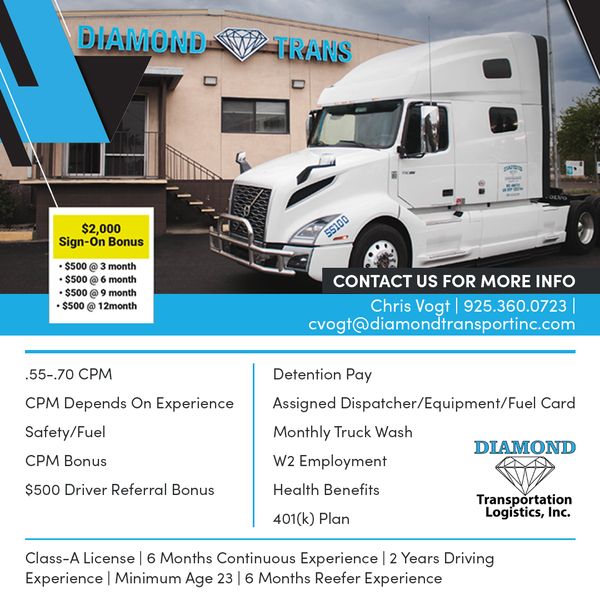 DIAMOND TRANS
55100
$2,000
Sign-On Bonus
• $500 @ 3 month
• $500 @ 6 month
• $500 @ 9 month
• $500 @ 12month
CONTACT US FOR MORE INFO
Chris Vogt | 925.360.0723 |
cvogt@diamondtransportinc.com
.55-.70 CPM
CPM Depends On Experience
Safety/Fuel
CPM Bonus
$500 Driver Referral Bonus
Detention Pay
Assigned Dispatcher/Equipment/Fuel Card
Monthly Truck Wash
W2 Employment
Health Benefits
401(k) Plan
DIAMOND
Transportation
Logistics, Inc.
Class-A License | 6 Months Continuous Experience | 2 Years Driving
Experience | Minimum Age 23 | 6 Months Reefer Experience